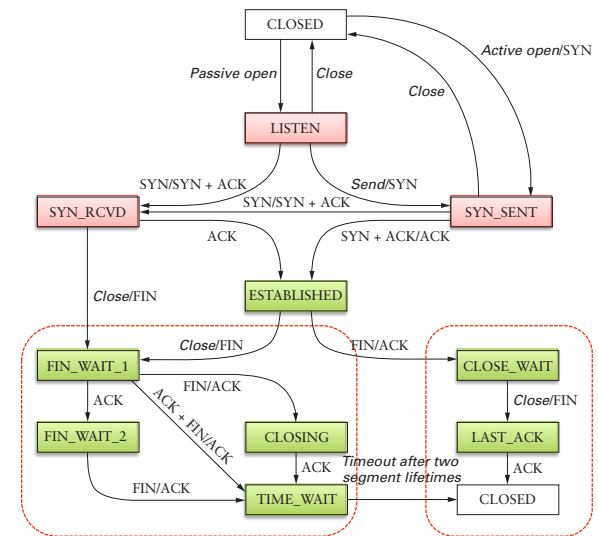 CLOSED
Active open/SYN
Passive open
Close
Close
LISTEN
SYN/SYN + ACK
Send/SYN
SYN/SYN + ACK
SYN_RCVD
SYN_SENT
ACK
SYN + ACK/ACK
Close/FIN
ESTABLISHED
Close/FIN
FIN/ACK
FIN_WAIT_1
CLOSE_WAIT
FIN/ACK
ACK
ACK + FIN/ACK
Close/FIN
FIN_WAIT_2
CLOSING
LAST_ACK
ACK
Timeout after two
segment lifetimes
ACK
FIN/ACK
TIME_WAIT
CLOSED